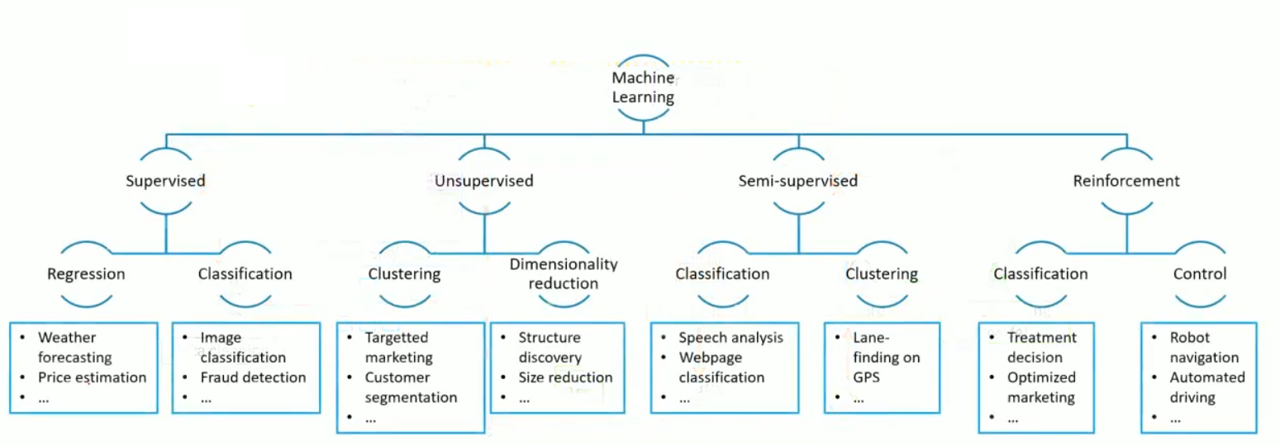 Machine
Learning
Supervised
Unsupervised
Semi-supervised
Reinforcement
Regression
Classification
Clustering
Dimensionality
reduction
Classification
Clustering
Classification
Control
• Weather
forecasting
• Price estimation
• ...
• Image
classification
• Fraud detection
• ...
• Targetted
marketing
• Customer
segmentation
• ...
• Structure
discovery
• Size reduction
• ...
• Speech analysis
• Webpage
classification
• ...
• Lane-
finding on
GPS
• ...
• Treatment
decision
• Optimized
marketing
• ...
• Robot
navigation
• Automated
driving
• ...